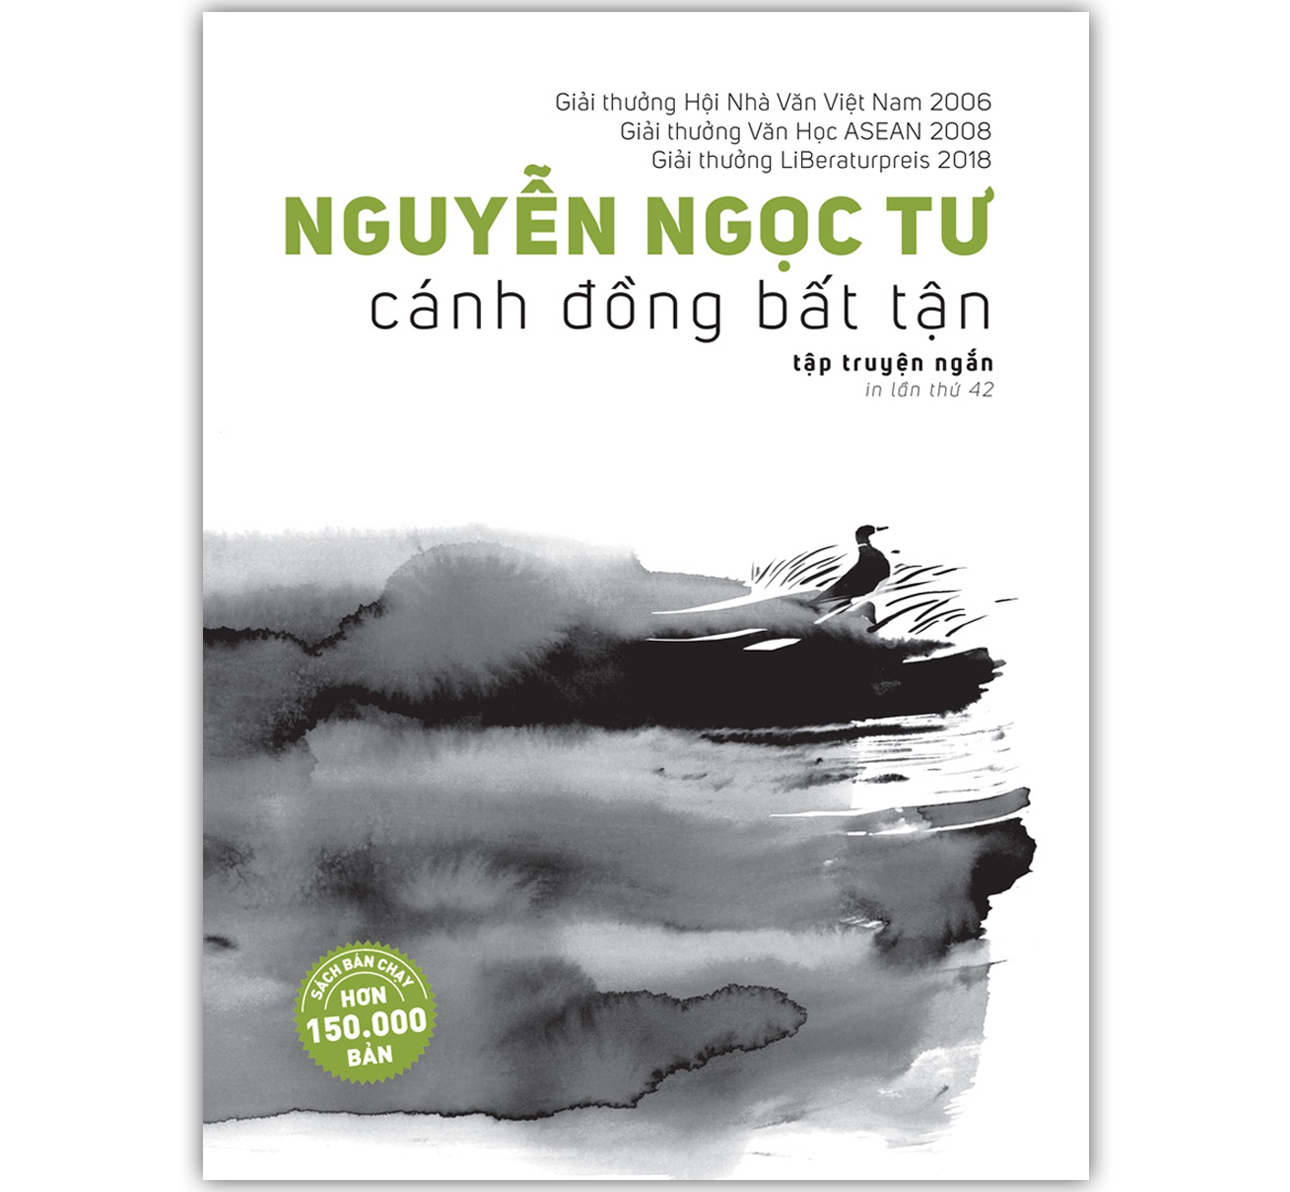 Giải thưởng Hội Nhà Văn Việt Nam 2006
Giải thưởng Văn Học ASEAN 2008
Giải thưởng LiBeraturpreis 2018
NGUYỄN NGỌC TƯ
cánh đồng bất tận
tập truyện ngắn
in lần thứ 42
SÁCH BÁN CHẠY
HƠN
150.000
BẢN